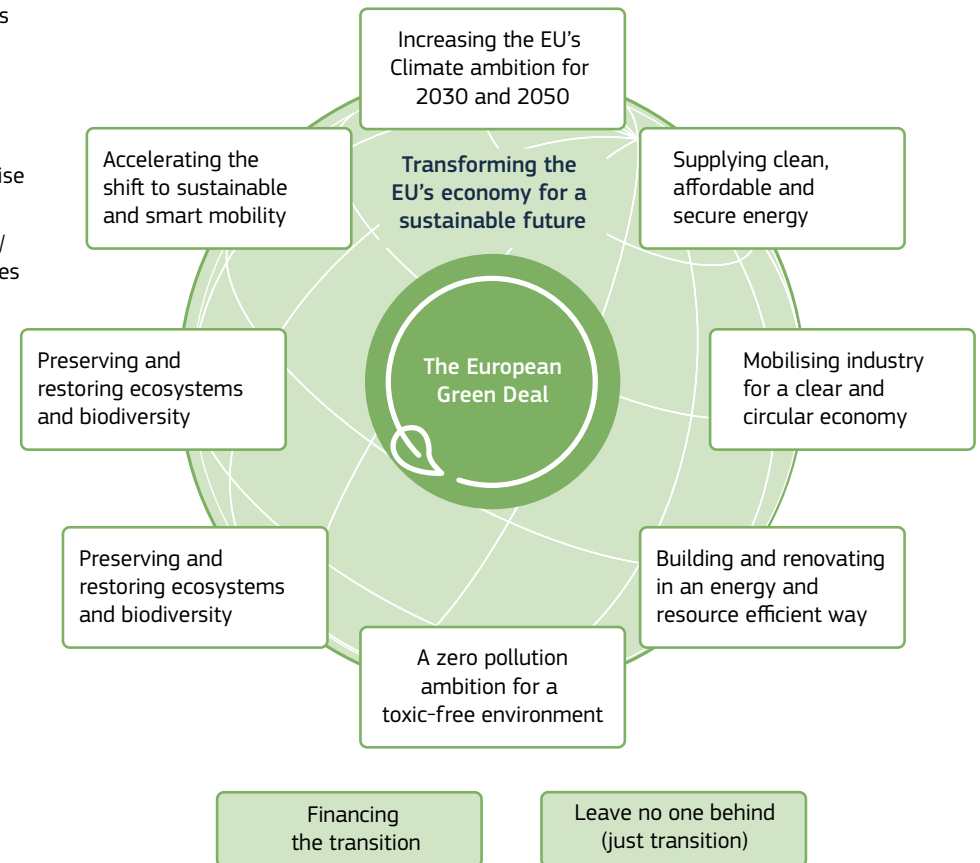 s
ise
/
es
Increasing the EU's
Climate ambition for
2030 and 2050
Accelerating the
shift to sustainable
and smart mobility
Transforming the
EU's economy for a
sustainable future
Supplying clean,
affordable and
secure energy
Preserving and
restoring ecosystems
and biodiversity
The European
Green Deal
Mobilising industry
for a clear and
circular economy
Preserving and
restoring ecosystems
and biodiversity
Building and renovating
in an energy and
resource efficient way
A zero pollution
ambition for a
toxic-free environment
Financing
the transition
Leave no one behind
(just transition)